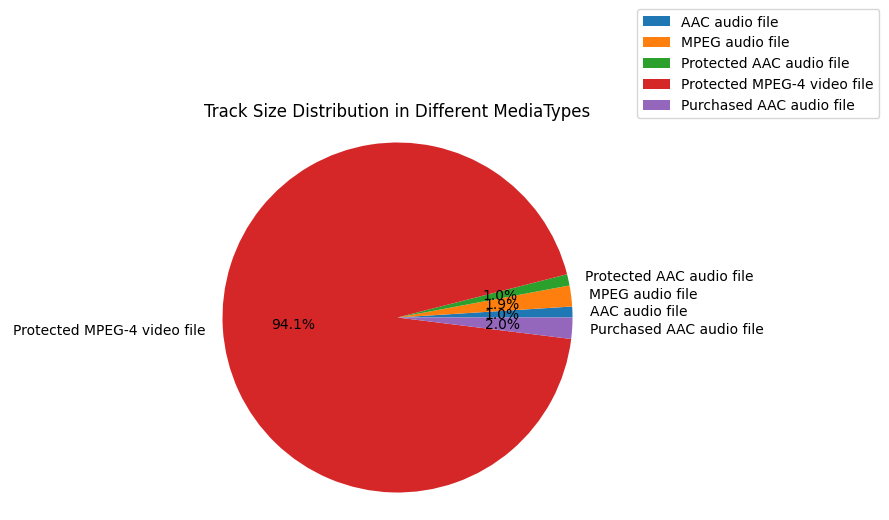 AAC audio file
MPEG audio file
Protected AAC audio file
Protected MPEG-4 video file
Purchased AAC audio file
Track Size Distribution in Different MediaTypes
Protected AAC audio file
1.0%
MPEG audio file
1.9%
AAC audio file
1.0%
Purchased AAC audio file
2.0%
Protected MPEG-4 video file
94.1%